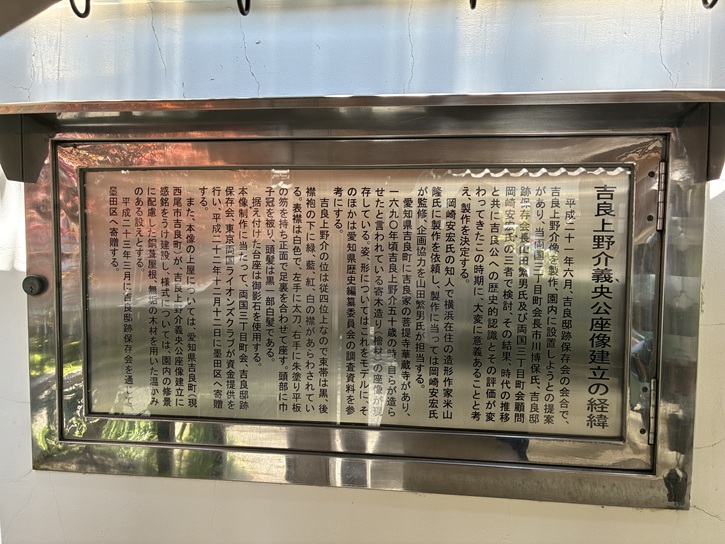 吉良上野介義央公座像建立の経緯
平成二十一年六月、吉良邸跡保存会の会合で、
吉良上野介像を製作、園内に設置しようとの提案
があり、当、両国三丁目町会長市川博保氏、吉良邸
跡保存会長山田繁男氏及び両国三丁目町会顧問
岡崎安宏氏の三者で検討、その結果、時代の推移
と共に吉良公への歴史的認識とその評価が変
わってきたこの時期に、大変に意義あることと考
え、製作を決定する。
岡崎安宏氏の知人で横浜在住の造形作家米山
隆氏に製作を依頼し、製作に当っては岡崎安宏氏
が監修、企画協力を山田繁男氏が担当する。
愛知県吉良町に吉良家の菩提寺華蔵寺があり、
一六九〇年頃吉良上野介五十歳の時、自らが造ら
せたと言われている寄木造り(檜材)の座像が現
存している。姿、形についてはこれをモデルに、そ
のほかは愛知県歴史編纂委員会の調査資料を参
考にする。
吉良上野介の位は従四位上なので束帯は黒、後
襟袍の下に緑、藍、紅、白の襟があらわされてい
る。表襟は白色で、左手に太刀、右手に朱塗り平板
の笏を持ち正面で足裏を合わせて座す。頭部に巾
子冠を被り、頭髪は黒一部白髪である。
据え付けた台座は御影石を使用する。
本像制作に当たって、両国三丁目町会、吉良邸跡
保存会、東京両国ライオンズクラブが資金提供を
行い、平成二十二年十二月十二日に墨田区へ寄贈
する。
また、本像の上屋については、愛知県吉良町(現
西尾市吉良町)が、吉良上野介義央公座像建立に
感銘をうけ建設し、様式については、園内の修景
に配慮した銅葺屋根、無垢の木材を用いた温かみ
のある設えとする。
平成二十三年三月に吉良邸跡保存会を通して
墨田区へ寄贈する。